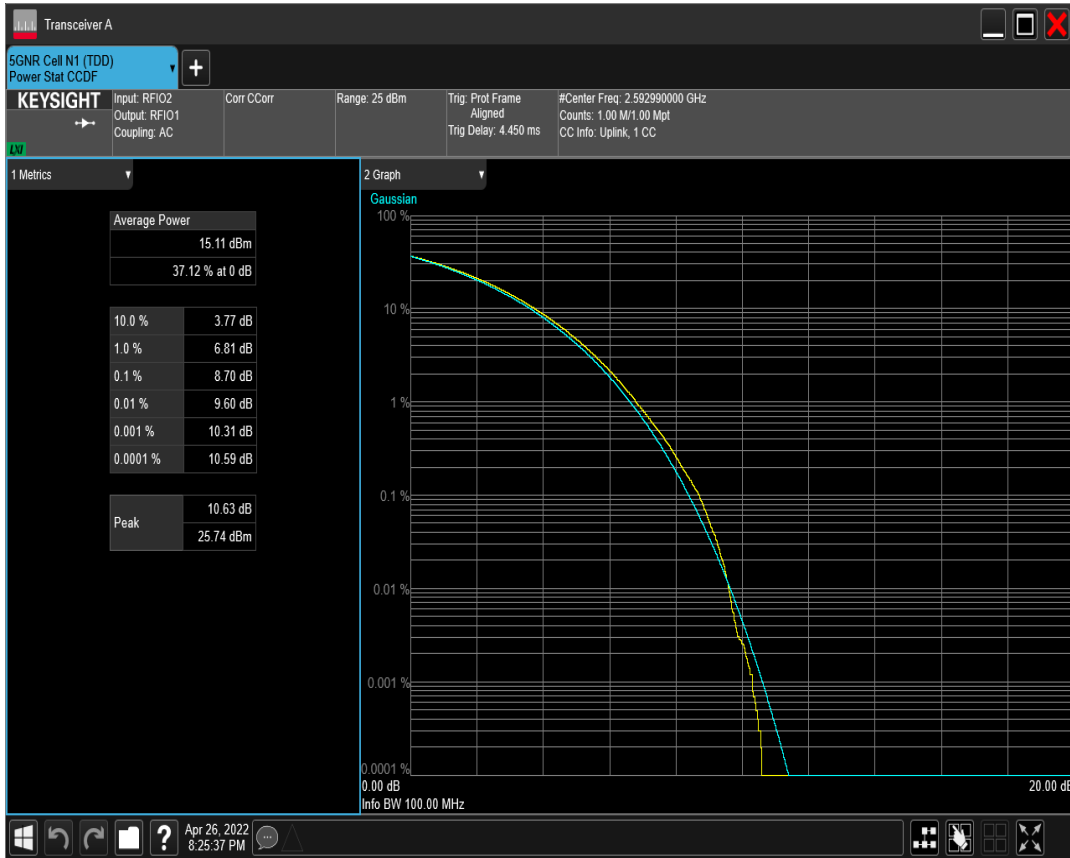 Transceiver A
5GNR Cell N1 (TDD)
Power Stat CCDF
+
KEYSIGHT
LXI
Input: RFIO2
Output: RFIO1
Coupling: AC
Corr CCorr
Range: 25 dBm
Trig: Prot Frame
Aligned
Trig Delay: 4.450 ms
#Center Freq: 2.592990000 GHz
Counts: 1.00 M/1.00 Mpt
CC Info: Uplink, 1 CC
1 Metrics
Average Power
15.11 dBm
37.12 % at 0 dB
10.0 % 3.77 dB
1.0 % 6.81 dB
0.1 % 8.70 dB
0.01 % 9.60 dB
0.001 % 10.31 dB
0.0001 % 10.59 dB
Peak
10.63 dB
25.74 dBm
2 Graph
Gaussian
100 %
10 %
1 %
0.1 %
0.01 %
0.001 %
0.0001 %
0.00 dB 20.00 dB
Info BW 100.00 MHz
?
Apr 26, 2022
8:25:37 PM